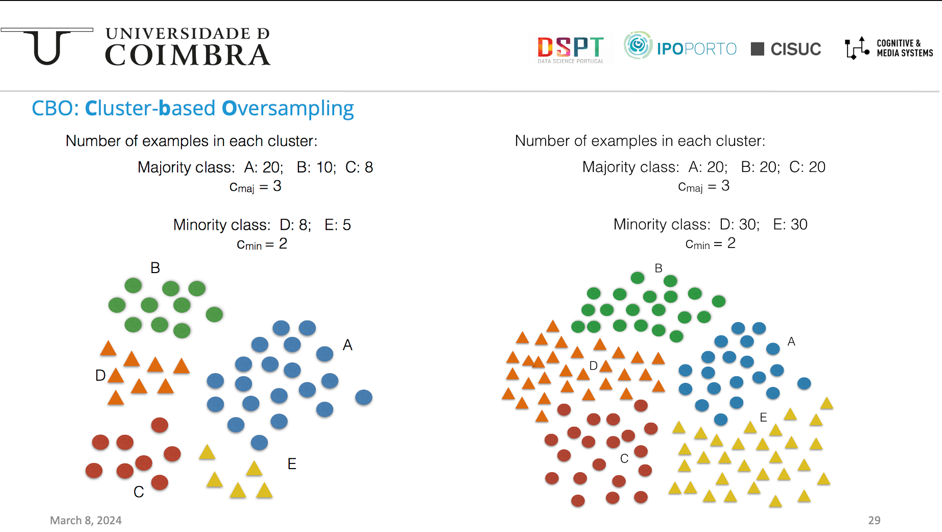 UNIVERSIDADE Ð
COIMBRA
DSPT
DATA SCIENCE PORTUGAL
IPOPORTO
CISUC
COGNITIVE
& MEDIA SYSTEMS
CBO: Cluster-based Oversampling
Number of examples in each cluster:
Majority class: A: 20; B: 10; C: 8
cmaj = 3
Minority class: D: 8; E: 5
cmin = 2
B
A
D
E
C
Number of examples in each cluster:
Majority class: A: 20; B: 20; C: 20
cmaj = 3
Minority class: D: 30; E: 30
cmin = 2
B
A
D
E
C
March 8, 2024
29